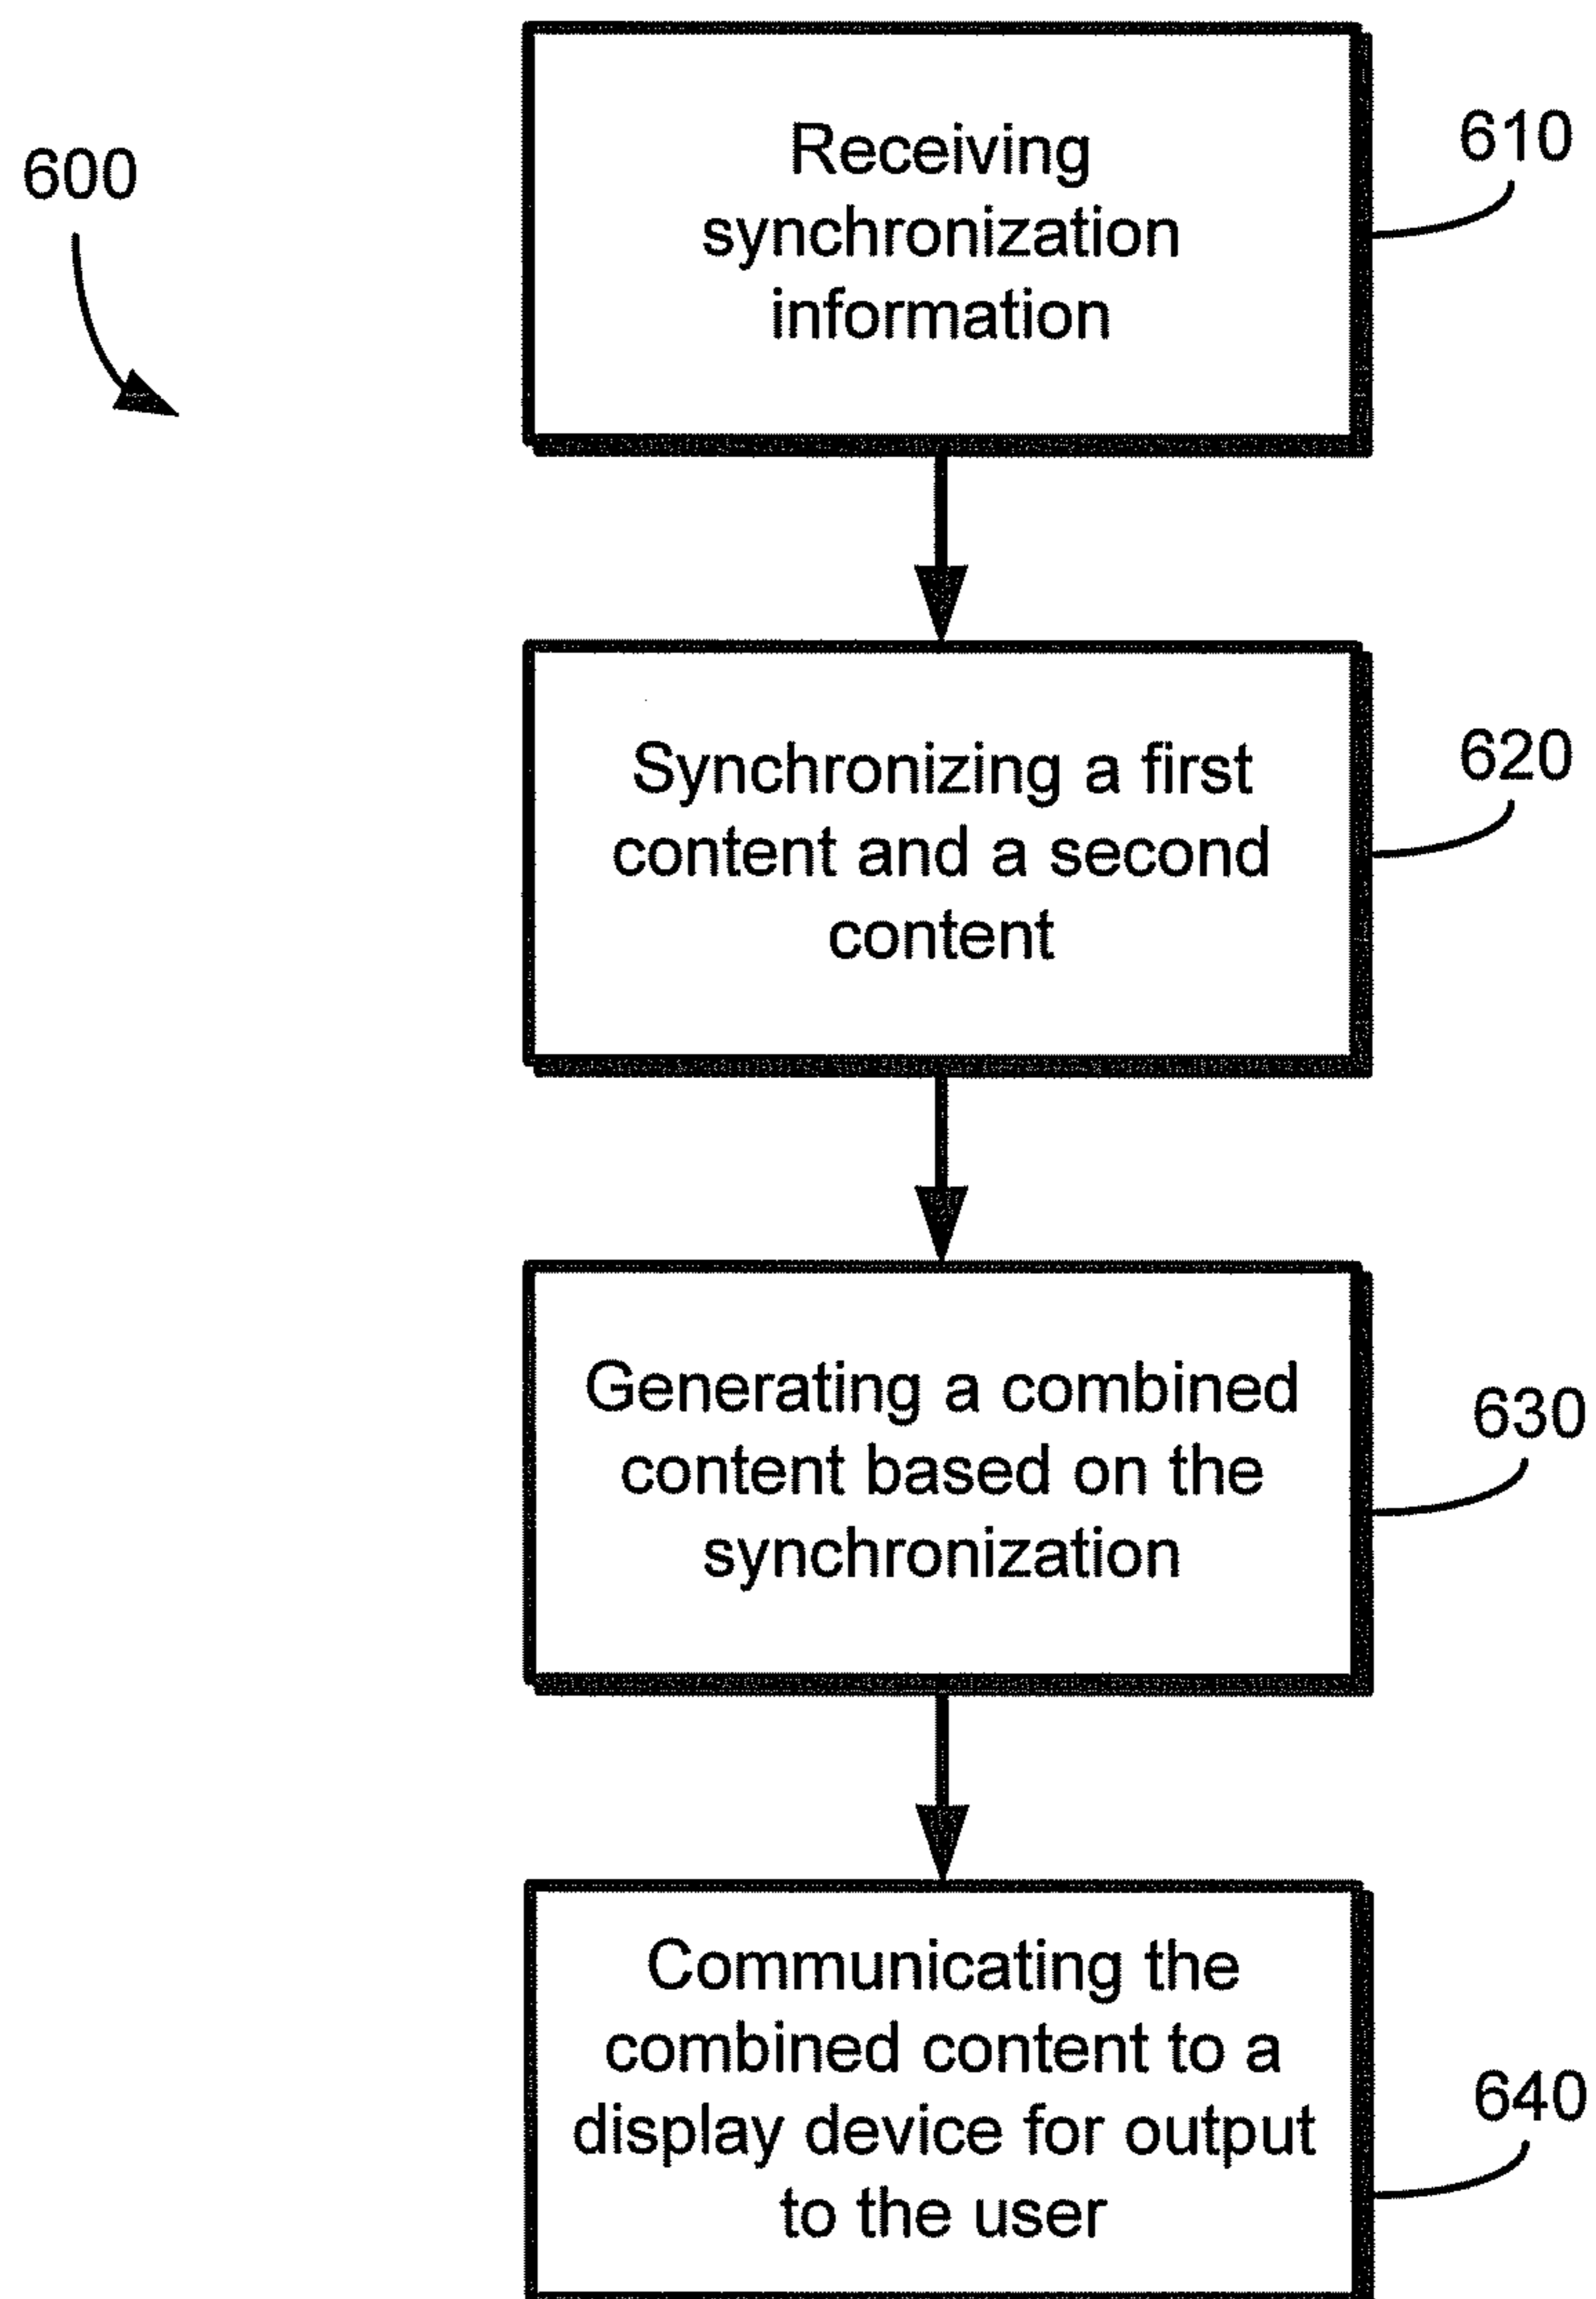 600
Receiving
synchronization
information
610
Synchronizing a first
content and a second
content
620
Generating a combined
content based on the
synchronization
630
Communicating the
combined content to a
display device for output
to the user
640